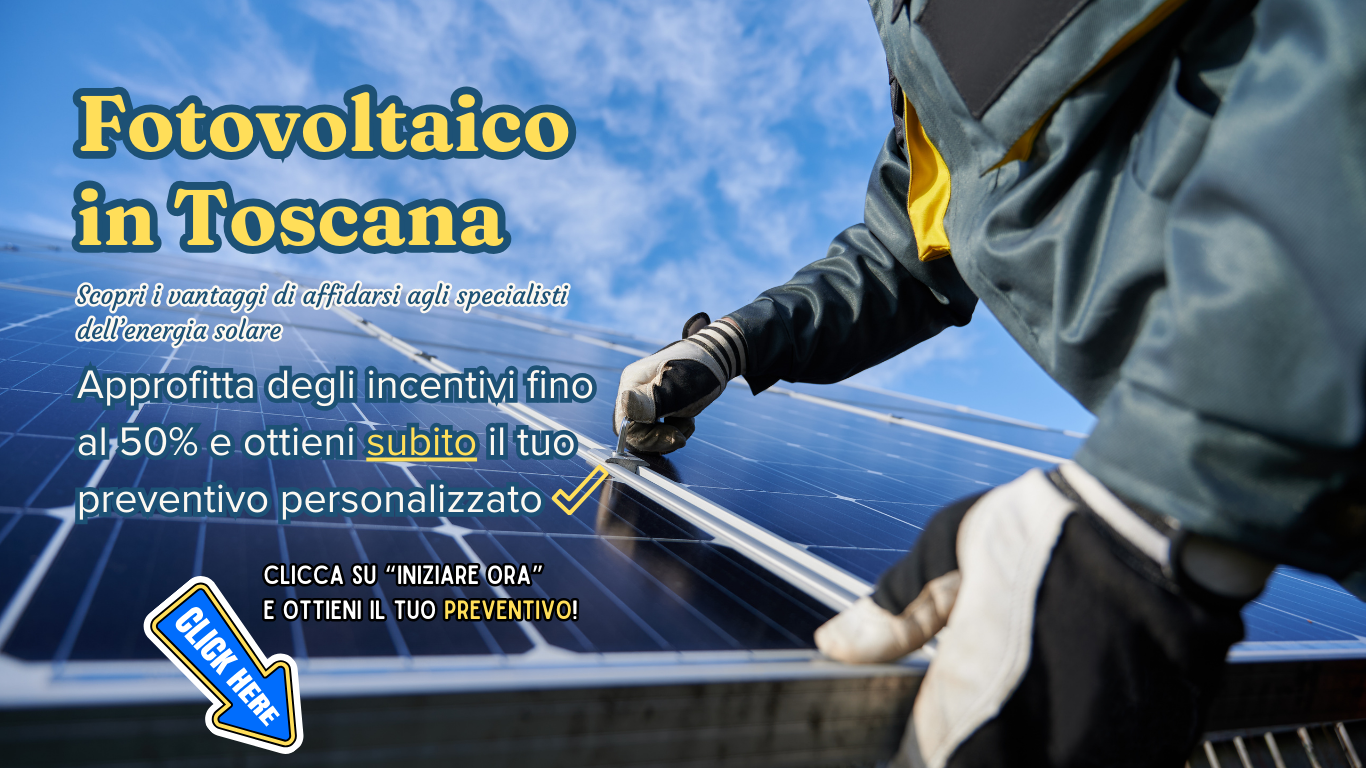 Fotovoltaico
in Toscana
Scopri i vantaggi di affidarsi agli specialisti
dell'energia solare
Approfitta degli incentivi fino
al 50% e ottieni subito il tuo
preventivo personalizzato
CLICCA SU “INIZIARE ORA”
E OTTIENI IL TUO PREVENTIVO!
CLICK HERE